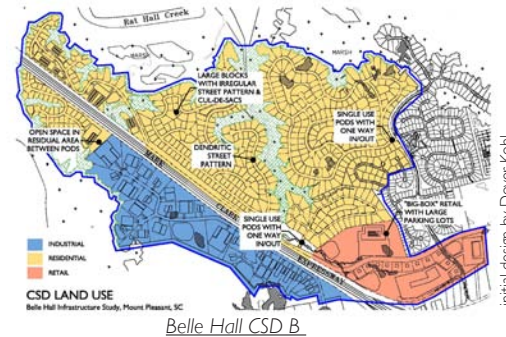 Rat Hall Creek
MARSH
MARSH
LARGE BLOCKS
WITH IRREGULAR
STREET PATTERN &
CUL-DE-SACS
OPEN SPACE IN
RESIDUAL AREA
BETWEEN PODS
DENDRITIC
STREET
PATTERN
SINGLE USE
PODS WITH
ONE WAY
IN/OUT
MARK
CLARK
EXPRESSWAY
SINGLE USE
PODS WITH
ONE WAY
IN/OUT
"BIG-BOX" RETAIL
WITH LARGE
PARKING LOTS
INDUSTRIAL
RESIDENTIAL
RETAIL
CSD LAND USE
Belle Hall Infrastructure Study, Mount Pleasant, SC
Belle Hall CSD B
initial design by Dover Kohl